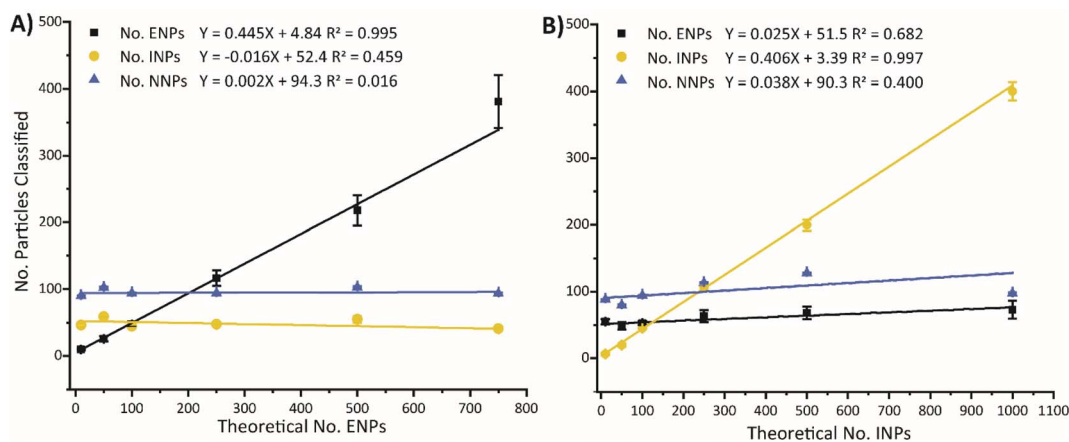 A)
No. ENPs Y = 0.445X + 4.84 R² = 0.995
No. INPs Y = -0.016X + 52.4 R² = 0.459
No. NNPs Y = 0.002X + 94.3 R² = 0.016
No. Particles Classified
500
400
300
200
100
0
0 100 200 300 400 500 600 700 800
Theoretical No. ENPs
B)
No. ENPs Y = 0.025X + 51.5 R² = 0.682
No. INPs Y = 0.406X + 3.39 R² = 0.997
No. NNPs Y = 0.038X + 90.3 R² = 0.400
500
400
300
200
100
0
0 100 200 300 400 500 600 700 800 900 1000 1100
Theoretical No. INPs